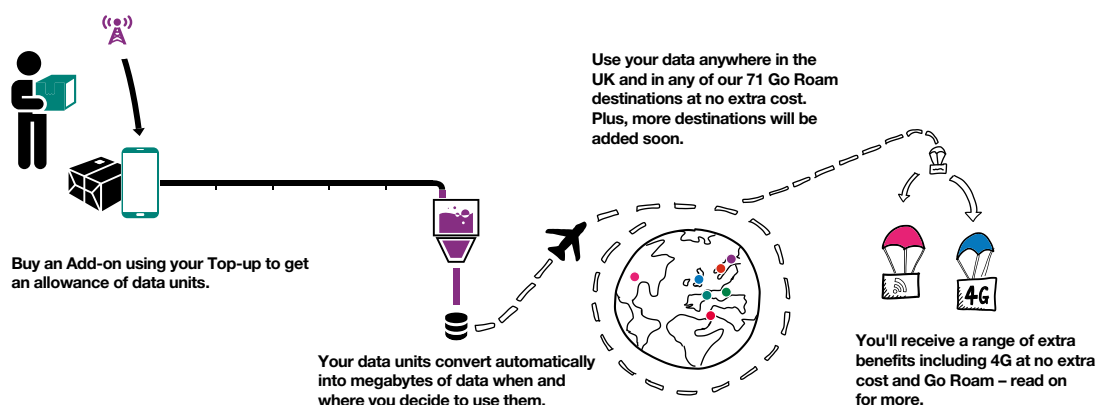 Use your data anywhere in the
UK and in any of our 71 Go Roam
destinations at no extra cost.
Plus, more destinations will be
added soon.
Buy an Add-on using your Top-up to get
an allowance of data units.
Your data units convert automatically
into megabytes of data when and
where you decide to use them.
4G
You'll receive a range of extra
benefits including 4G at no extra
cost and Go Roam – read on
for more.